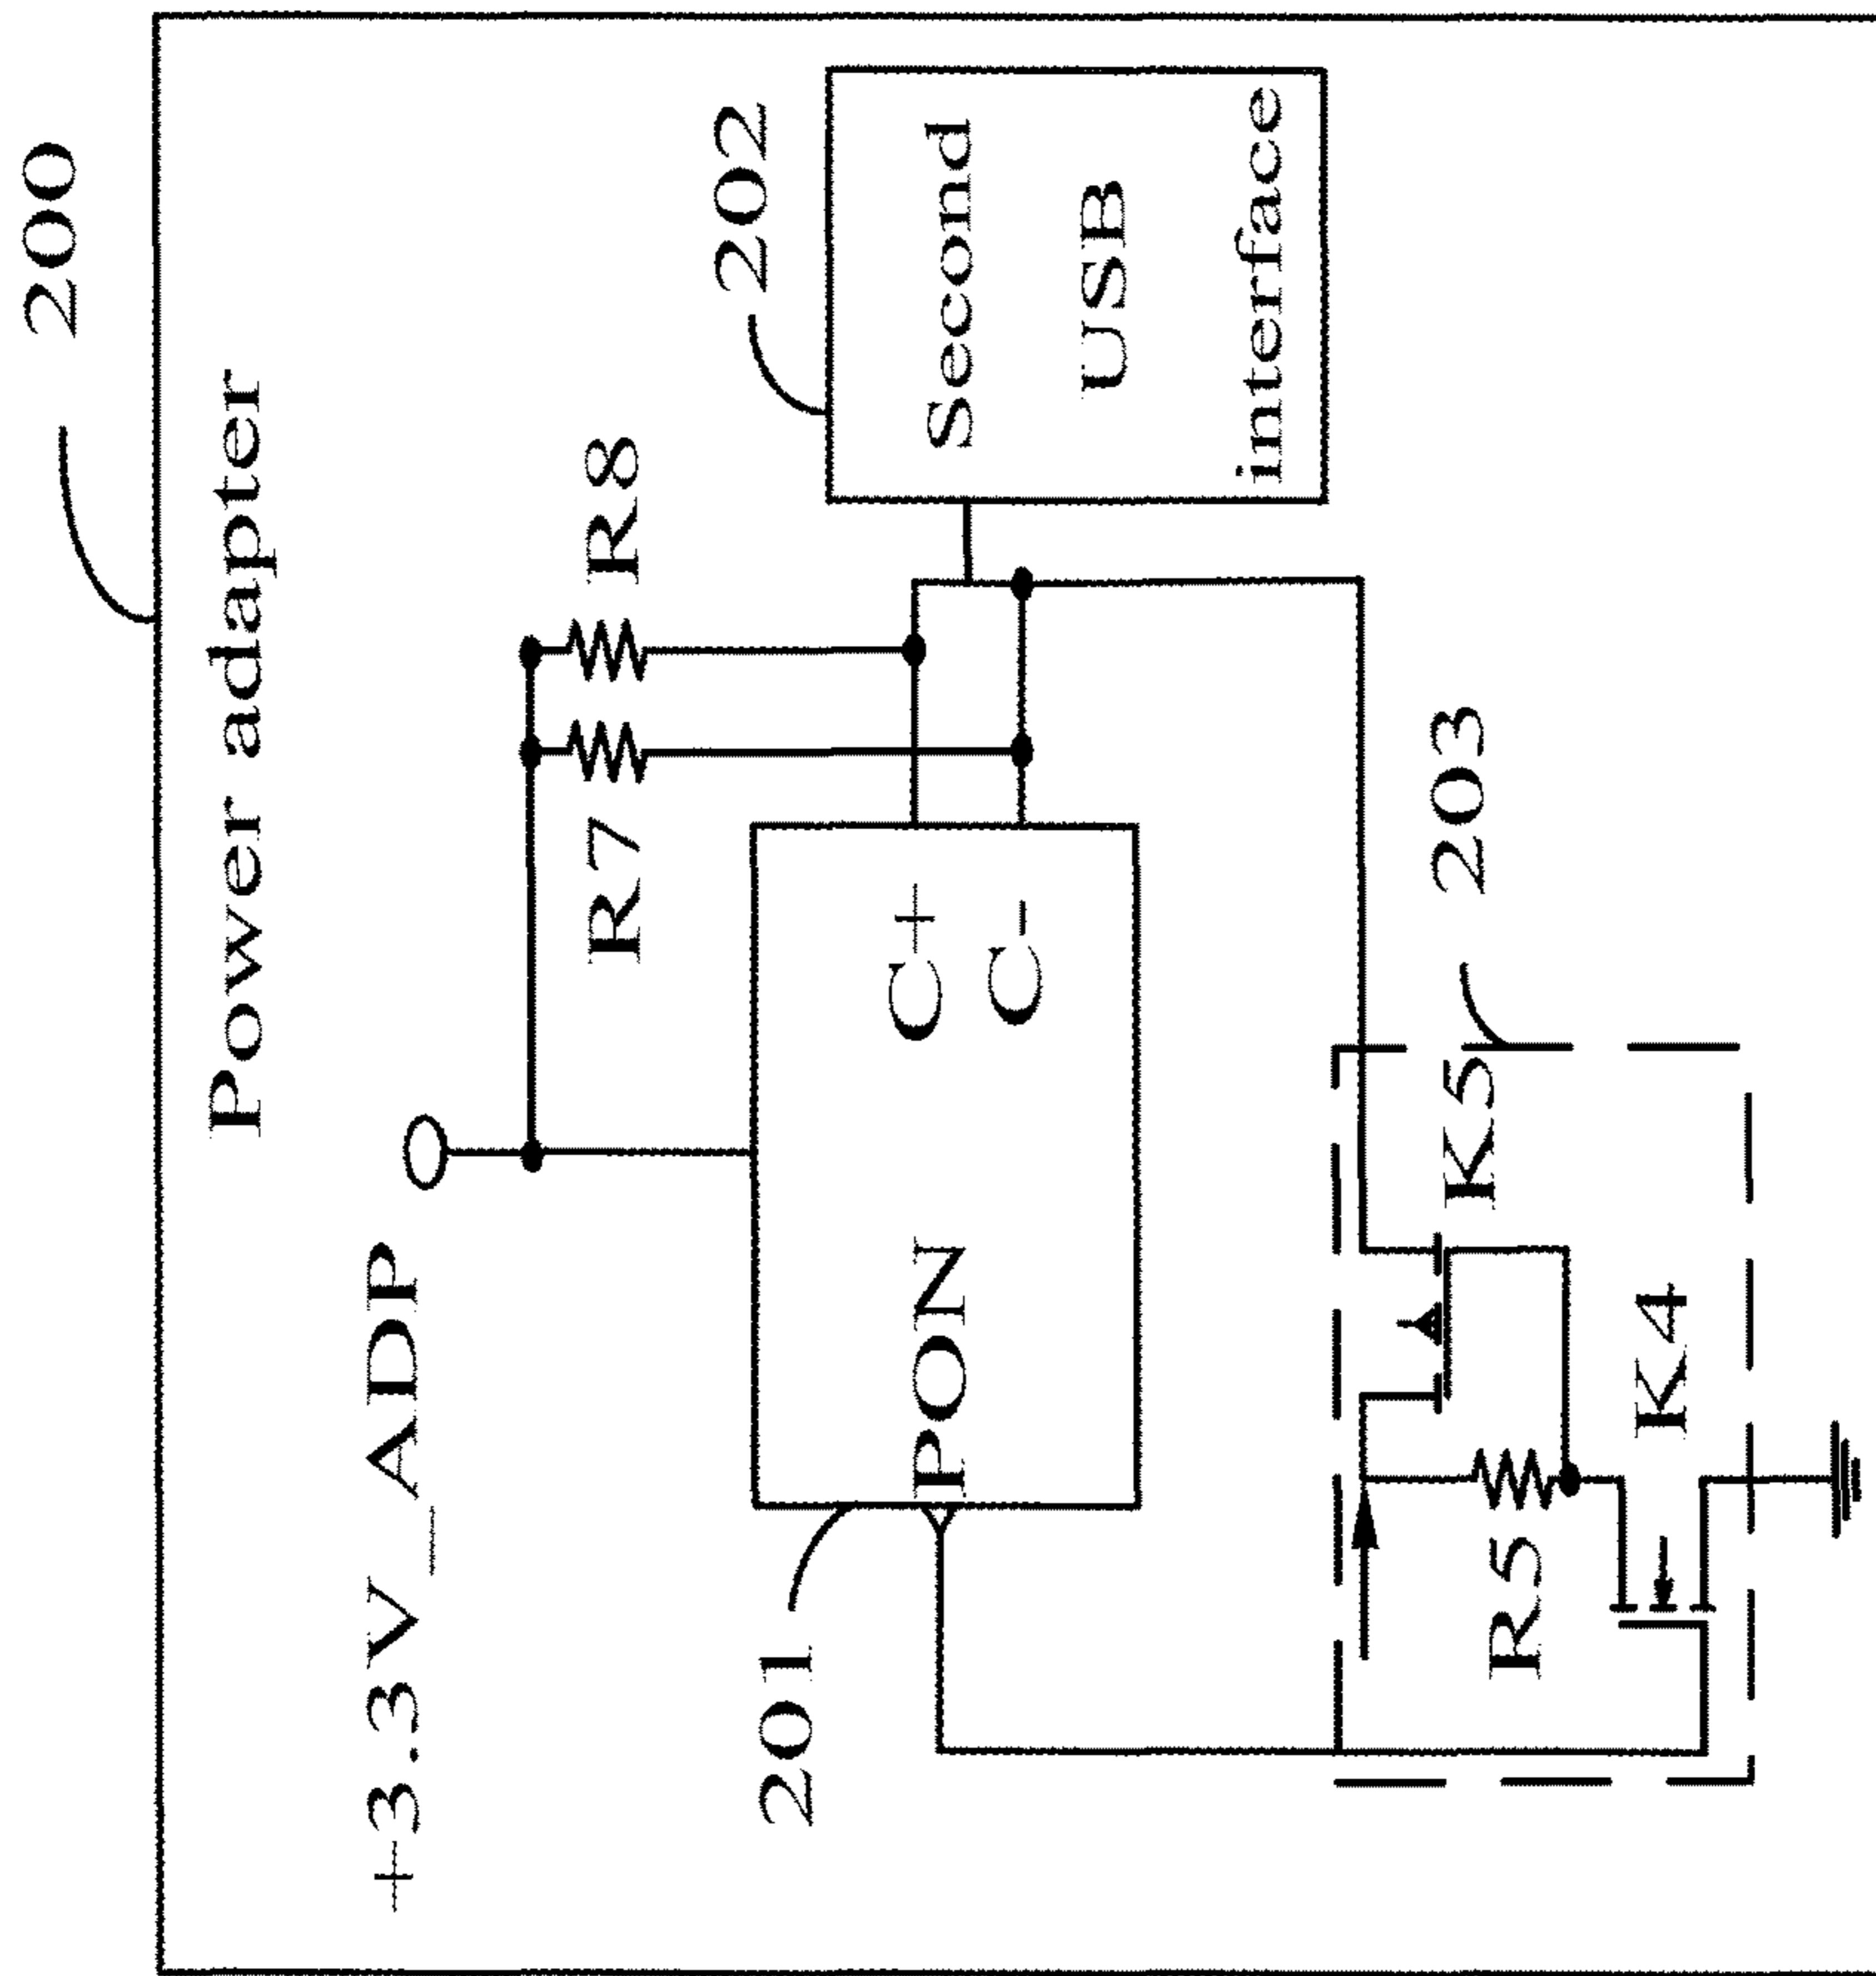 200
Power adapter
+3.3V_ADP
R7
R8
201
PON
C+
C-
202
Second
USB
interface
203
R5
K5
K4